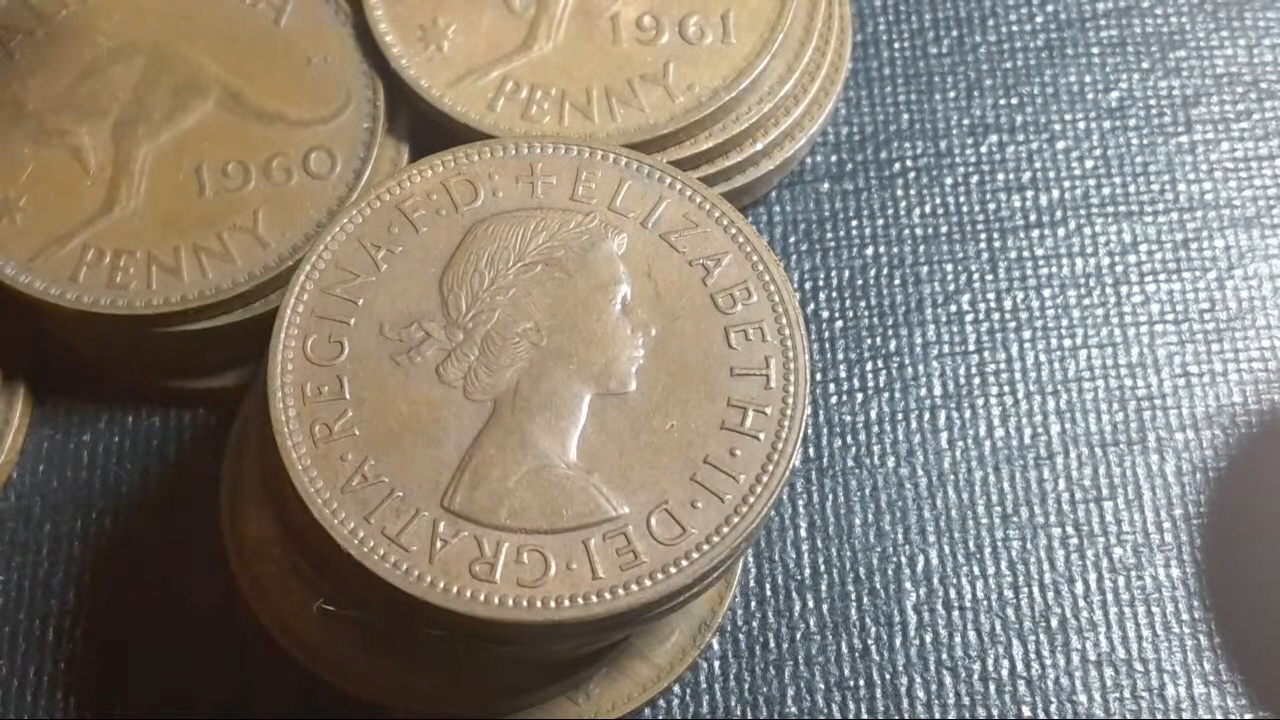 1960
PENNY.
1961
PENNY.
+ELIZABETH·II·DEI·GRATIA·REGINA·F:D: